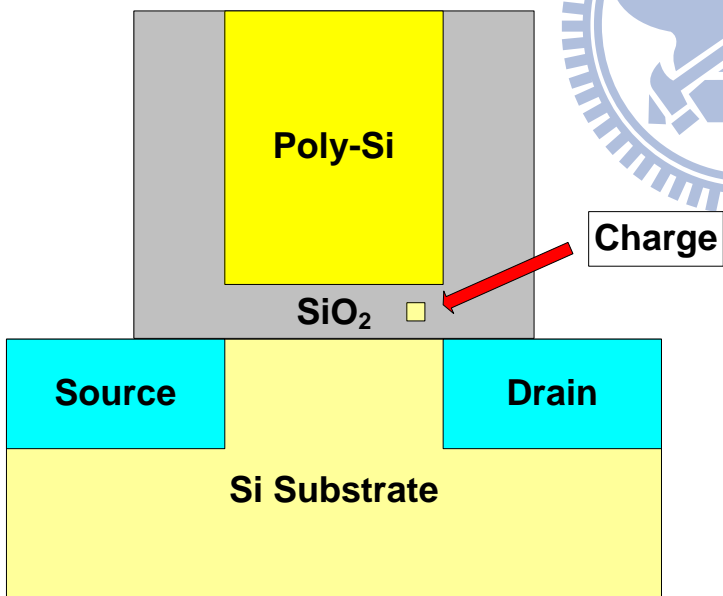 Poly-Si
Charge
SiO₂
Source
Drain
Si Substrate